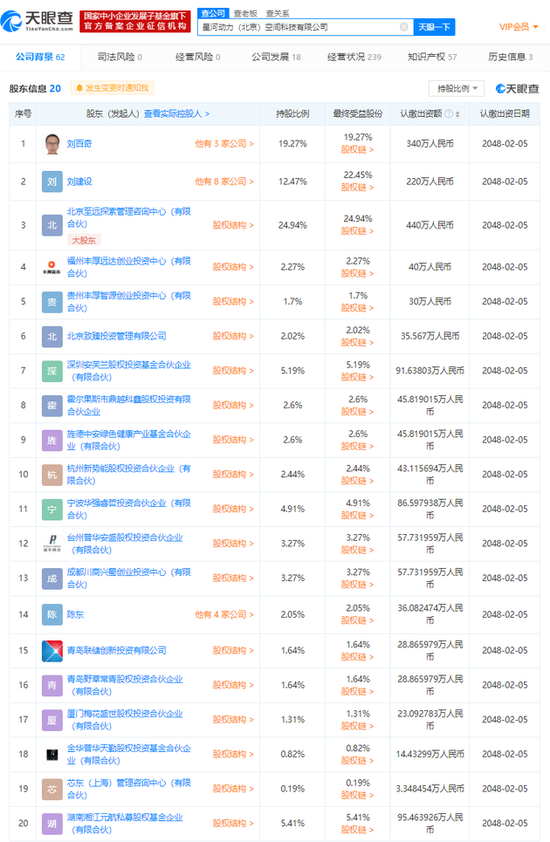 天眼查
TianYanCha.com
国家中小企业发展子基金旗下
官方备案企业征信机构
查公司 查老板 查关系
星河动力（北京）空间科技有限公司
天眼一下
VIP会员
公司背景 62 司法风险 0 经营风险 0 公司发展 18 经营状况 239 知识产权 57 历史信息 3
股东信息 20 发生变更时通知我 持股比例 天眼查
序号 股东（发起人）查看实际控股人 > 持股比例 最终受益股份 认缴出资额 认缴出资日期
1 刘百奇 他有 3 家公司 > 19.27% 19.27% 340万人民币 2048-02-05
股权链 >
2 刘 刘建设 他有 8 家公司 > 12.47% 22.45% 220万人民币 2048-02-05
股权链 >
3 北 北京至远探索管理咨询中心（有限
合伙） 股权结构 > 24.94% 24.94% 440万人民币 2048-02-05
大股东 股权链 >
4 福州丰厚远达创业投资中心（有限
合伙） 股权结构 > 2.27% 2.27% 40万人民币 2048-02-05
股权链 >
5 贵 贵州丰厚智源创业投资中心（有限
合伙） 股权结构 > 1.7% 1.7% 30万人民币 2048-02-05
股权链 >
6 北 北京致臻投资管理有限公司 股权结构 > 2.02% 2.02% 35.567万人民币 2048-02-05
股权链 >
7 深 深圳安芙兰股权投资基金合伙企业
（有限合伙） 股权结构 > 5.19% 5.19% 91.63803万人民币 2048-02-05
股权链 >
8 霍 霍尔果斯市鼎越科鑫股权投资有限
合伙企业 股权结构 > 2.6% 2.6% 45.819015万人民
币 2048-02-05
股权链 >
9 旌 旌德中安绿色健康产业基金合伙企
业（有限合伙） 股权结构 > 2.6% 2.6% 45.819015万人民
币 2048-02-05
股权链 >
10 杭 杭州新势能股权投资合伙企业（有
限合伙） 股权结构 > 2.44% 2.44% 43.115694万人民
币 2048-02-05
股权链 >
11 宁 宁波华强睿哲投资合伙企业（有限
合伙） 股权结构 > 4.91% 4.91% 86.597938万人民
币 2048-02-05
股权链 >
12 台州普华安盛股权投资合伙企业
（有限合伙） 股权结构 > 3.27% 3.27% 57.731959万人民
币 2048-02-05
股权链 >
13 成 成都川商兴蜀创业投资中心（有限
合伙） 股权结构 > 3.27% 3.27% 57.731959万人民
币 2048-02-05
股权链 >
14 陈 陈东 他有 4 家公司 > 2.05% 2.05% 36.082474万人民
币 2048-02-05
股权链 >
15 青岛联储创新投资有限公司 股权结构 > 1.64% 1.64% 28.865979万人民
币 2048-02-05
股权链 >
16 青 青岛野草常青股权投资合伙企业
（有限合伙） 股权结构 > 1.64% 1.64% 28.865979万人民
币 2048-02-05
股权链 >
17 厦 厦门梅花盛世股权投资合伙企业
（有限合伙） 股权结构 > 1.31% 1.31% 23.092783万人民
币 2048-02-05
股权链 >
18 金华普华天勤股权投资基金合伙企
业（有限合伙） 股权结构 > 0.82% 0.82% 14.43299万人民币 2048-02-05
股权链 >
19 芯 芯东（上海）管理咨询中心（有限
合伙） 股权结构 > 0.19% 0.19% 3.348454万人民币 2048-02-05
股权链 >
20 湖 湖南湘江元航私募股权基金企业
（有限合伙） 股权结构 > 5.41% 5.41% 95.463926万人民
币 2048-02-05
股权链 >